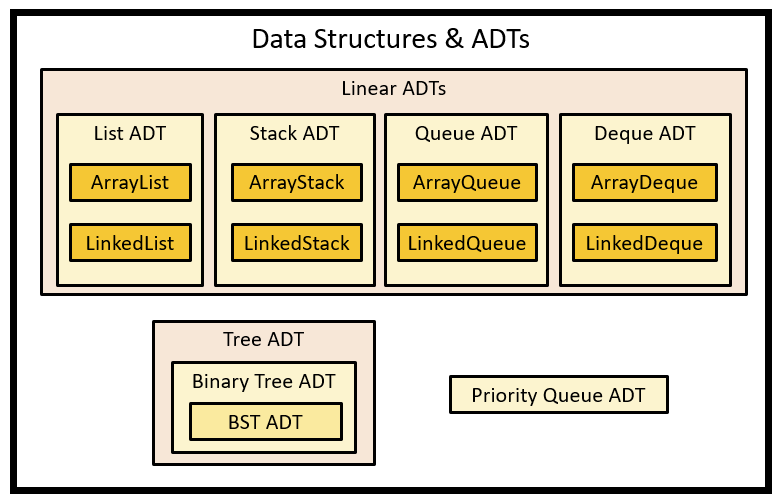 Data Structures & ADTs
Linear ADTs
List ADT
ArrayList
LinkedList
Stack ADT
ArrayStack
LinkedStack
Queue ADT
ArrayQueue
LinkedQueue
Deque ADT
ArrayDeque
LinkedDeque
Tree ADT
Binary Tree ADT
BST ADT
Priority Queue ADT